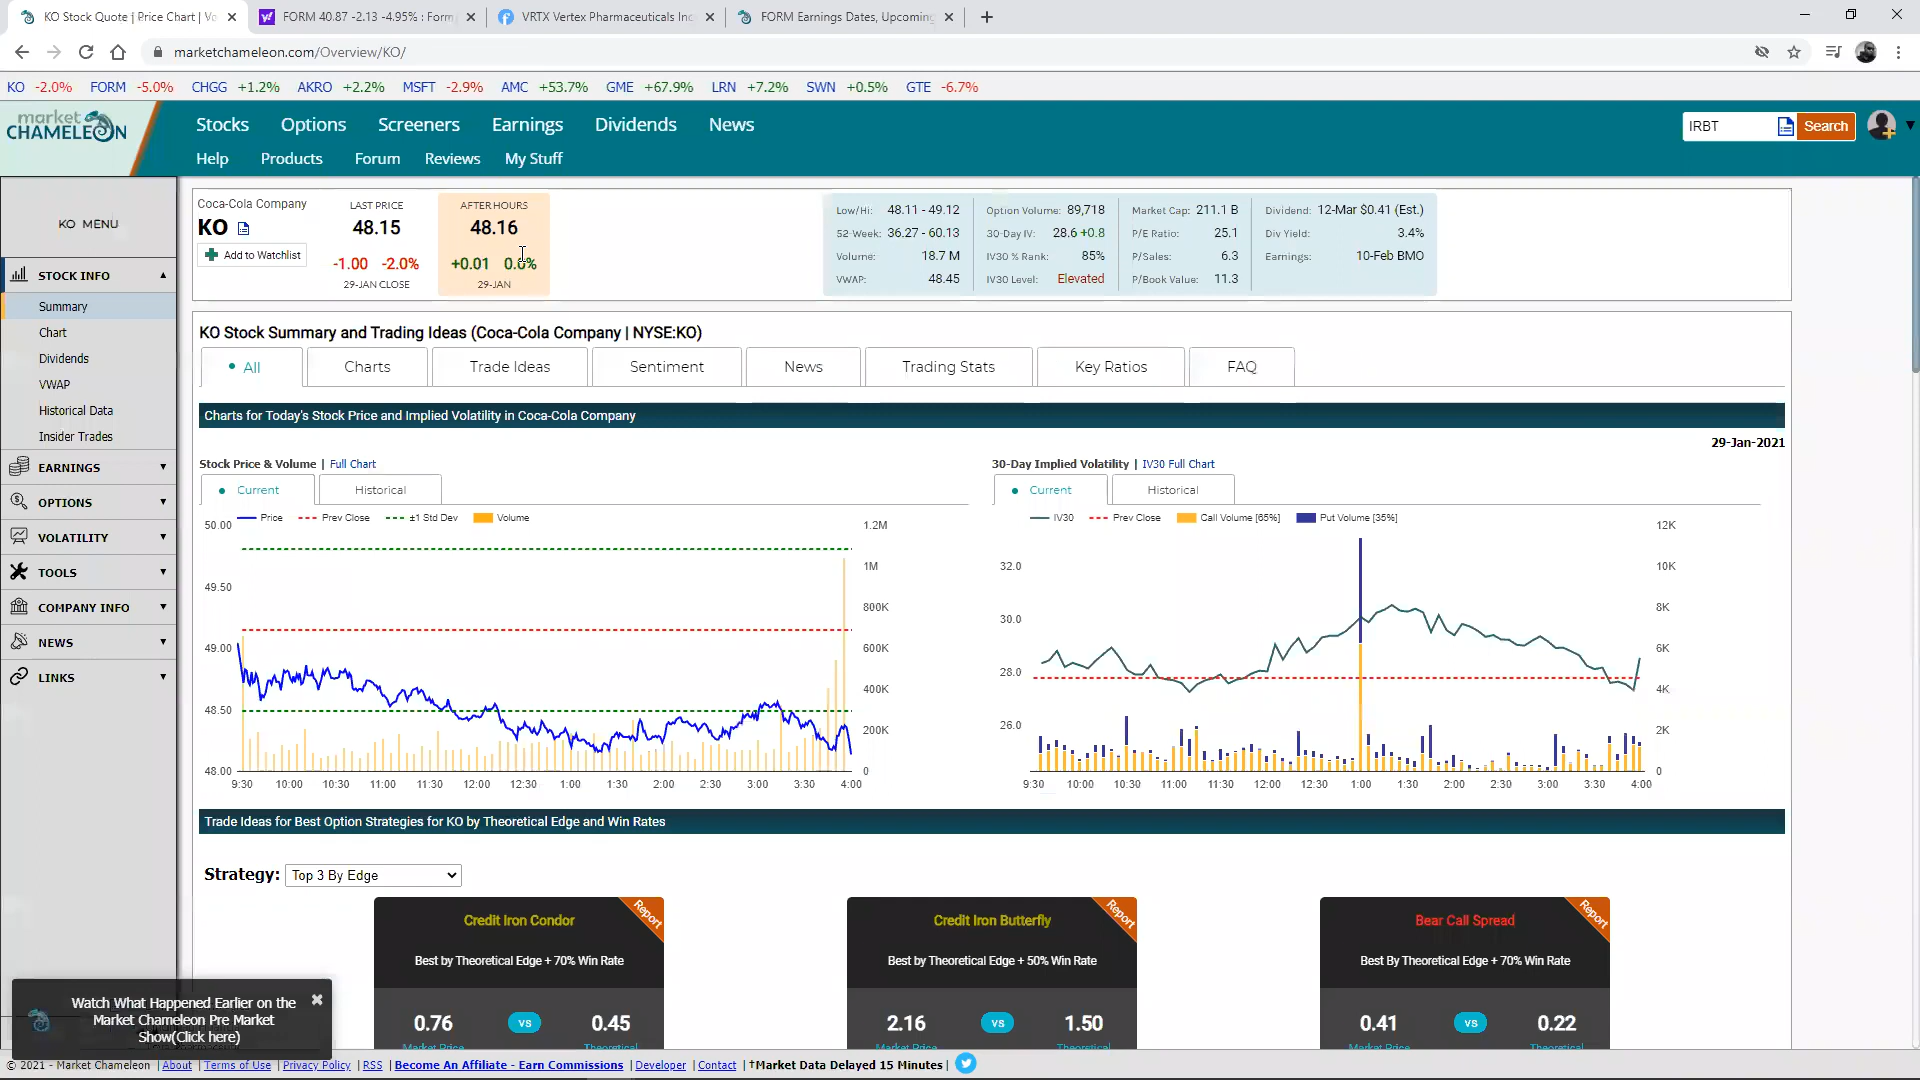 KO Stock Quote | Price Chart | Vo
FORM 40.87 -2.13 -4.95% : Form
VRTX Vertex Pharmaceuticals Inc
FORM Earnings Dates, Upcoming
marketchameleon.com/Overview/KO/
KO -2.0% FORM -5.0% CHGG +1.2% AKRO +2.2% MSFT -2.9% AMC +53.7% GME +67.9% LRN +7.2% SWN +0.5% GTE -6.7%
market
CHAMELEON
Stocks Options Screeners Earnings Dividends News
Help Products Forum Reviews My Stuff
IRBT
Search
KO MENU
STOCK INFO
Summary
Chart
Dividends
VWAP
Historical Data
Insider Trades
EARNINGS
OPTIONS
VOLATILITY
TOOLS
COMPANY INFO
NEWS
LINKS
Coca-Cola Company
KO
Add to Watchlist
LAST PRICE
48.15
-1.00 -2.0%
29-JAN CLOSE
AFTER HOURS
48.16
+0.01 0.0%
29-JAN
Low/Hi: 48.11 - 49.12
52-Week: 36.27 - 60.13
Volume: 18.7 M
VWAP: 48.45
Option Volume: 89,718
30-Day IV: 28.6 +0.8
IV30 % Rank: 85%
IV30 Level: Elevated
Market Cap: 211.1 B
P/E Ratio: 25.1
P/Sales: 6.3
P/Book Value: 11.3
Dividend: 12-Mar $0.41 (Est.)
Div Yield: 3.4%
Earnings: 10-Feb BMO
KO Stock Summary and Trading Ideas (Coca-Cola Company | NYSE:KO)
All Charts Trade Ideas Sentiment News Trading Stats Key Ratios FAQ
Charts for Today's Stock Price and Implied Volatility in Coca-Cola Company
29-Jan-2021
Stock Price & Volume | Full Chart
Current Historical
Price Prev Close ±1 Std Dev Volume
50.00
49.50
49.00
48.50
48.00
1.2M
1M
800K
600K
400K
200K
0
9:30 10:00 10:30 11:00 11:30 12:00 12:30 1:00 1:30 2:00 2:30 3:00 3:30 4:00
30-Day Implied Volatility | IV30 Full Chart
Current Historical
IV30 Prev Close Call Volume [65%] Put Volume [35%]
32.0
30.0
28.0
26.0
12K
10K
8K
6K
4K
2K
0
9:30 10:00 10:30 11:00 11:30 12:00 12:30 1:00 1:30 2:00 2:30 3:00 3:30 4:00
Trade Ideas for Best Option Strategies for KO by Theoretical Edge and Win Rates
Strategy: Top 3 By Edge
Credit Iron Condor
Report
Best by Theoretical Edge + 70% Win Rate
0.76 vs 0.45
Market Price Theoretical
Credit Iron Butterfly
Report
Best by Theoretical Edge + 50% Win Rate
2.16 vs 1.50
Market Price Theoretical
Bear Call Spread
Report
Best By Theoretical Edge + 70% Win Rate
0.41 vs 0.22
Market Price Theoretical
Watch What Happened Earlier on the
Market Chameleon Pre Market
Show(Click here)
© 2021 - Market Chameleon | About | Terms of Use | Privacy Policy | RSS | Become An Affiliate - Earn Commissions | Developer | Contact | †Market Data Delayed 15 Minutes |